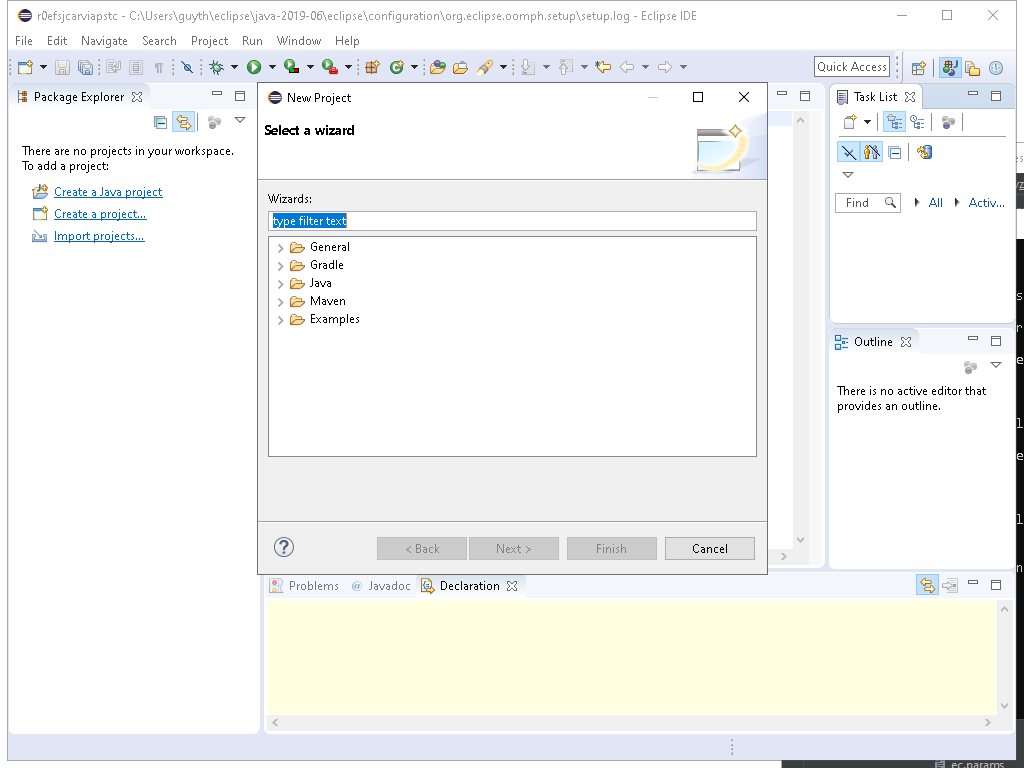 r0efsjcarviapstc - C:\Users\guyth\eclipse\java-2019-06\eclipse\configuration\org.eclipse.oomph.setup\setup.log - Eclipse IDE
File Edit Navigate Search Project Run Window Help
Quick Access
Package Explorer
There are no projects in your workspace.
To add a project:
Create a Java project
Create a project...
Import projects...
New Project
Select a wizard
Wizards:
type filter text
General
Gradle
Java
Maven
Examples
< Back Next > Finish Cancel
Task List
Find All Activ...
Outline
There is no active editor that
provides an outline.
Problems @ Javadoc Declaration
ec.params